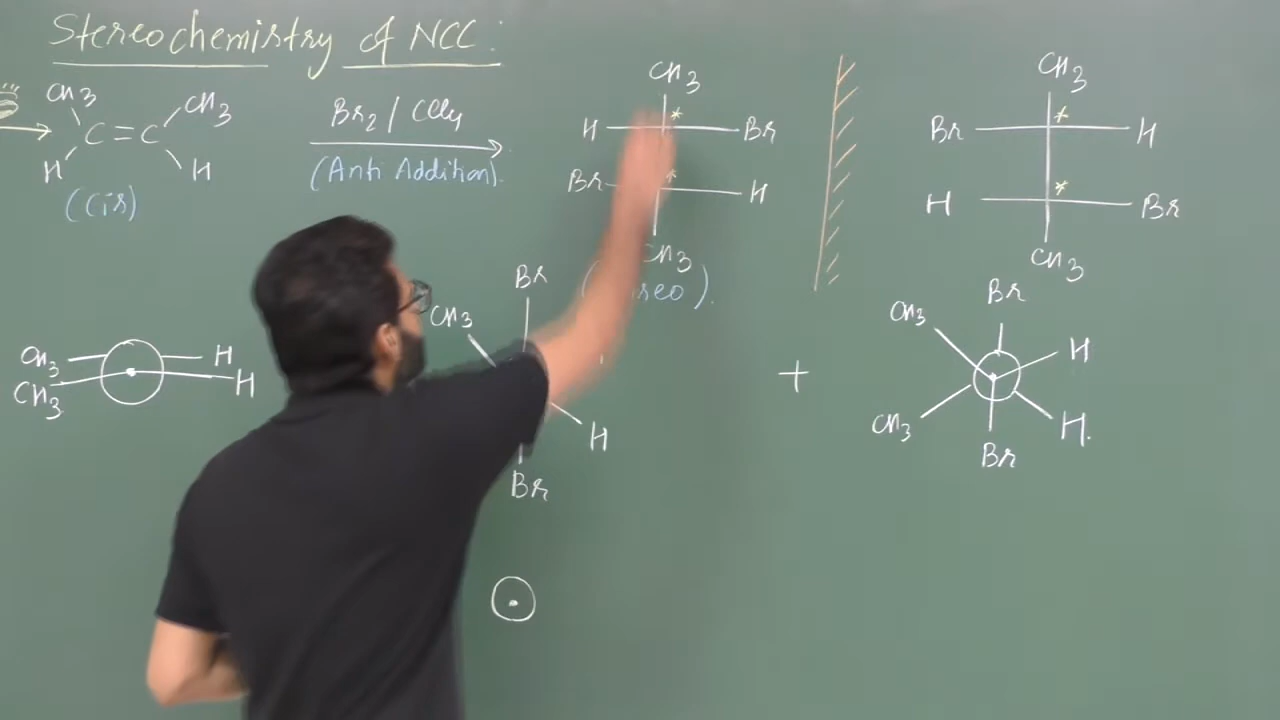 Stereochemistry of NCC:
CH3 CH3
C=C
H H
(Cis)
Br2 / CCl4
(Anti Addition).
CH3
H * Br
Br * H
CH3
CH3
Br * H
H * Br
CH3
CH3 H
CH3 H
Br
CH3
H
Br
+
Br
CH3 H
CH3 H.
Br